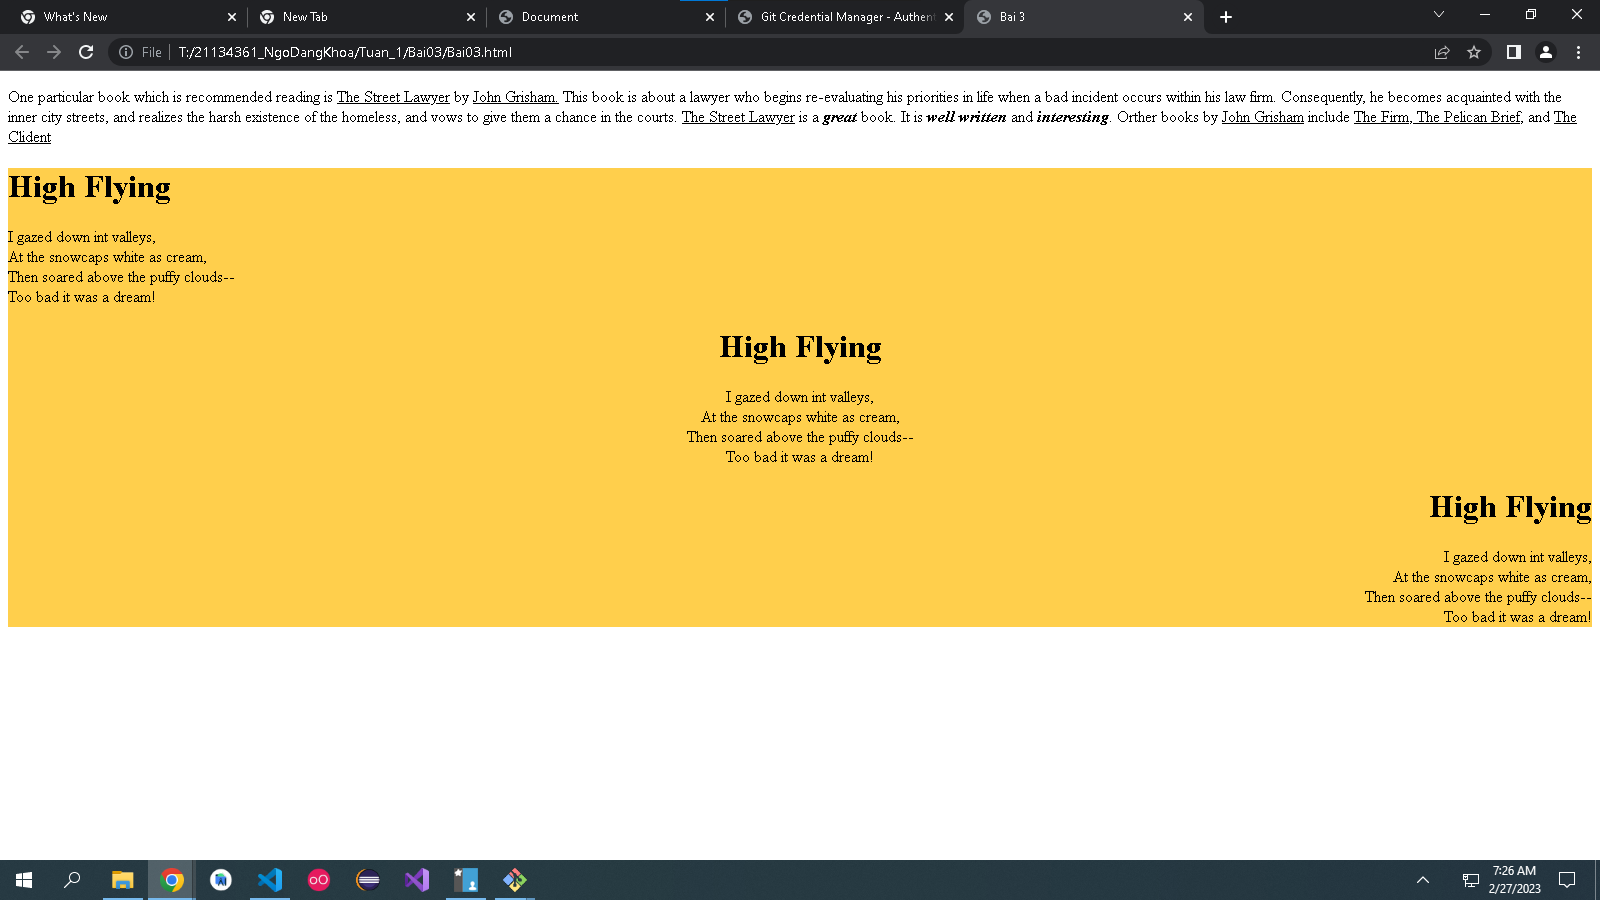 What's New
New Tab
Document
Git Credential Manager - Authent
Bai 3
File
T:/21134361_NgoDangKhoa/Tuan_1/Bai03/Bai03.html
One particular book which is recommended reading is The Street Lawyer by John Grisham. This book is about a lawyer who begins re-evaluating his priorities in life when a bad incident occurs within his law firm. Consequently, he becomes acquainted with the
inner city streets, and realizes the harsh existence of the homeless, and vows to give them a chance in the courts. The Street Lawyer is a great book. It is well written and interesting. Orther books by John Grisham include The Firm, The Pelican Brief, and The
Clident
High Flying
I gazed down int valleys,
At the snowcaps white as cream,
Then soared above the puffy clouds--
Too bad it was a dream!
High Flying
I gazed down int valleys,
At the snowcaps white as cream,
Then soared above the puffy clouds--
Too bad it was a dream!
High Flying
I gazed down int valleys,
At the snowcaps white as cream,
Then soared above the puffy clouds--
Too bad it was a dream!
7:26 AM
2/27/2023